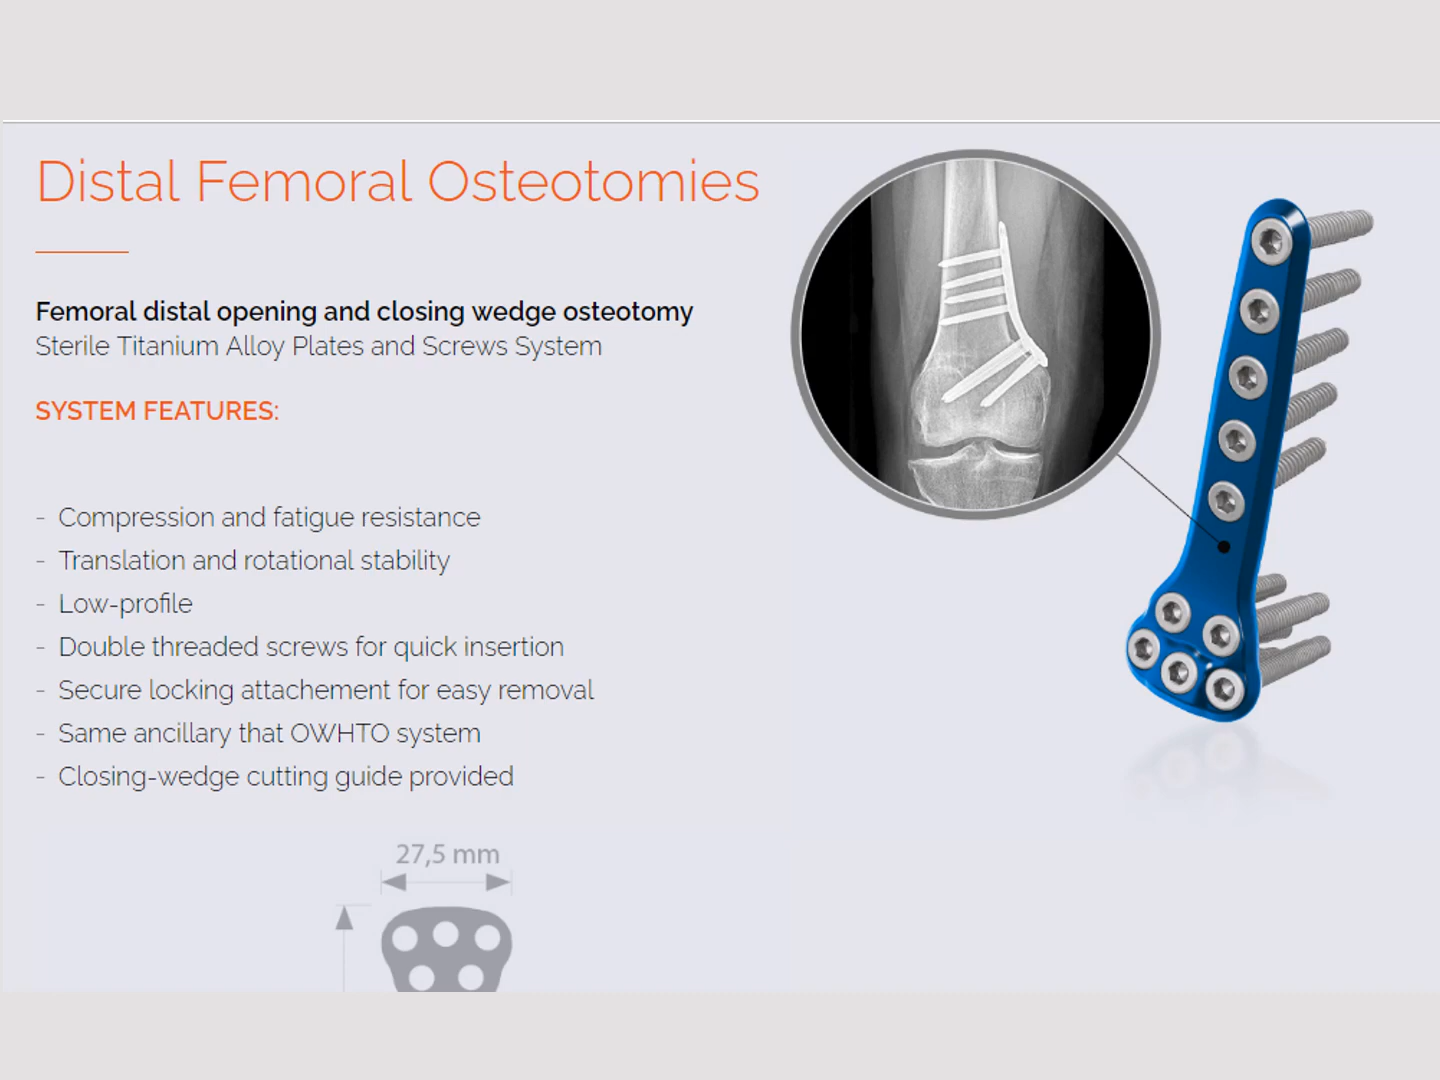 Distal Femoral Osteotomies
Femoral distal opening and closing wedge osteotomy
Sterile Titanium Alloy Plates and Screws System
SYSTEM FEATURES:
- Compression and fatigue resistance
- Translation and rotational stability
- Low-profile
- Double threaded screws for quick insertion
- Secure locking attachement for easy removal
- Same ancillary that OWHTO system
- Closing-wedge cutting guide provided
27,5 mm